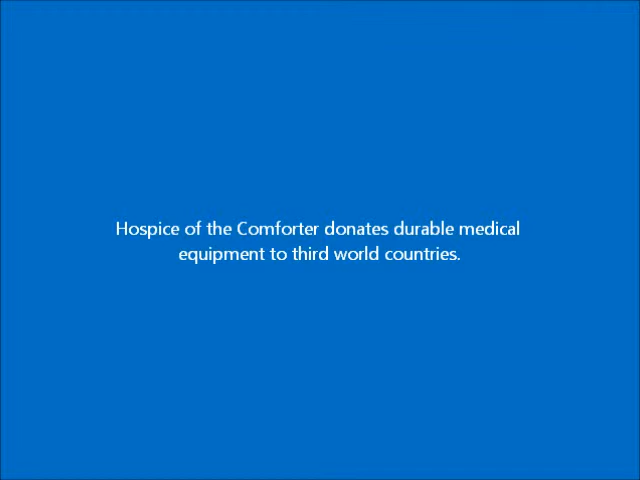 Hospice of the Comforter donates durable medical
equipment to third world countries.